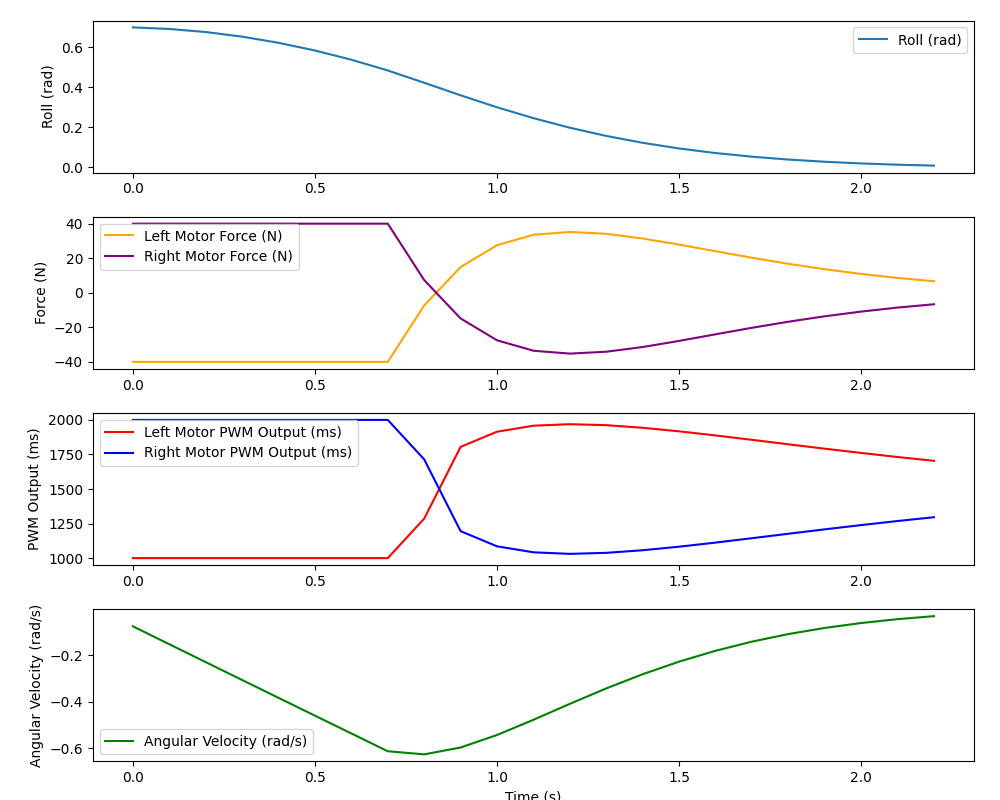 Roll (rad)
0.6
0.4
0.2
0.0
Roll (rad)
0.0 0.5 1.0 1.5 2.0
Force (N)
40
20
0
−20
−40
Left Motor Force (N)
Right Motor Force (N)
0.0 0.5 1.0 1.5 2.0
PWM Output (ms)
2000
1750
1500
1250
1000
Left Motor PWM Output (ms)
Right Motor PWM Output (ms)
0.0 0.5 1.0 1.5 2.0
Angular Velocity (rad/s)
−0.2
−0.4
−0.6
Angular Velocity (rad/s)
0.0 0.5 1.0 1.5 2.0
Time (s)